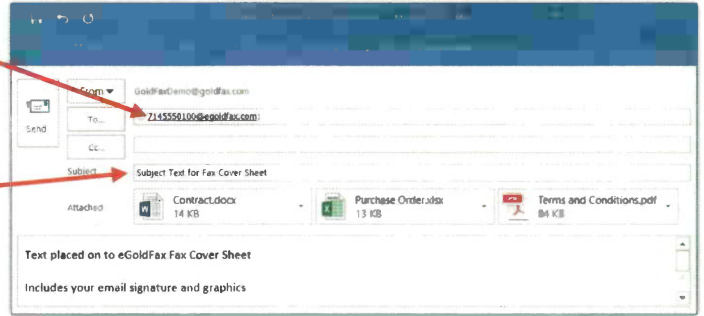 From GoldFaxDemo@goldfax.com
Send
To... 7145550100@egoldfax.com;
Cc...
Subject Subject Text for Fax Cover Sheet
Attached Contract.docx 14 KB Purchase Order.xlsx 13 KB Terms and Conditions.pdf 84 KB
Text placed on to eGoldFax Fax Cover Sheet
Includes your email signature and graphics